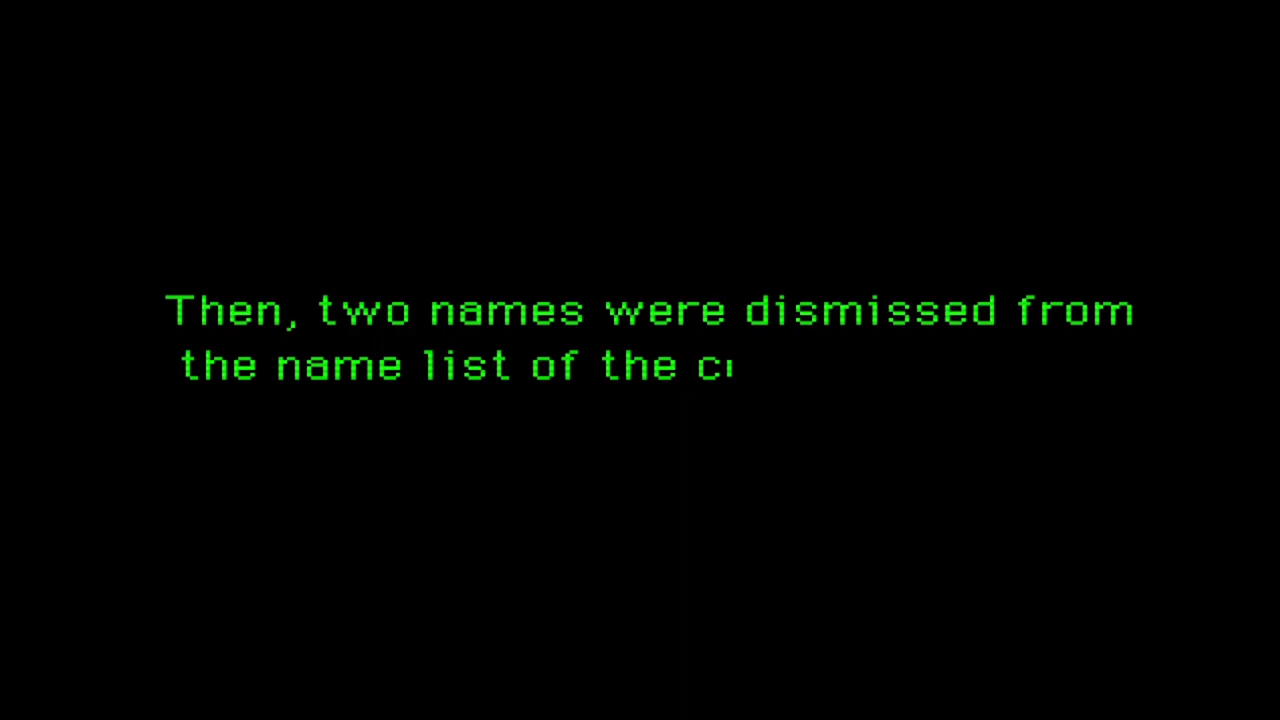 Then, two names were dismissed from
the name list of the